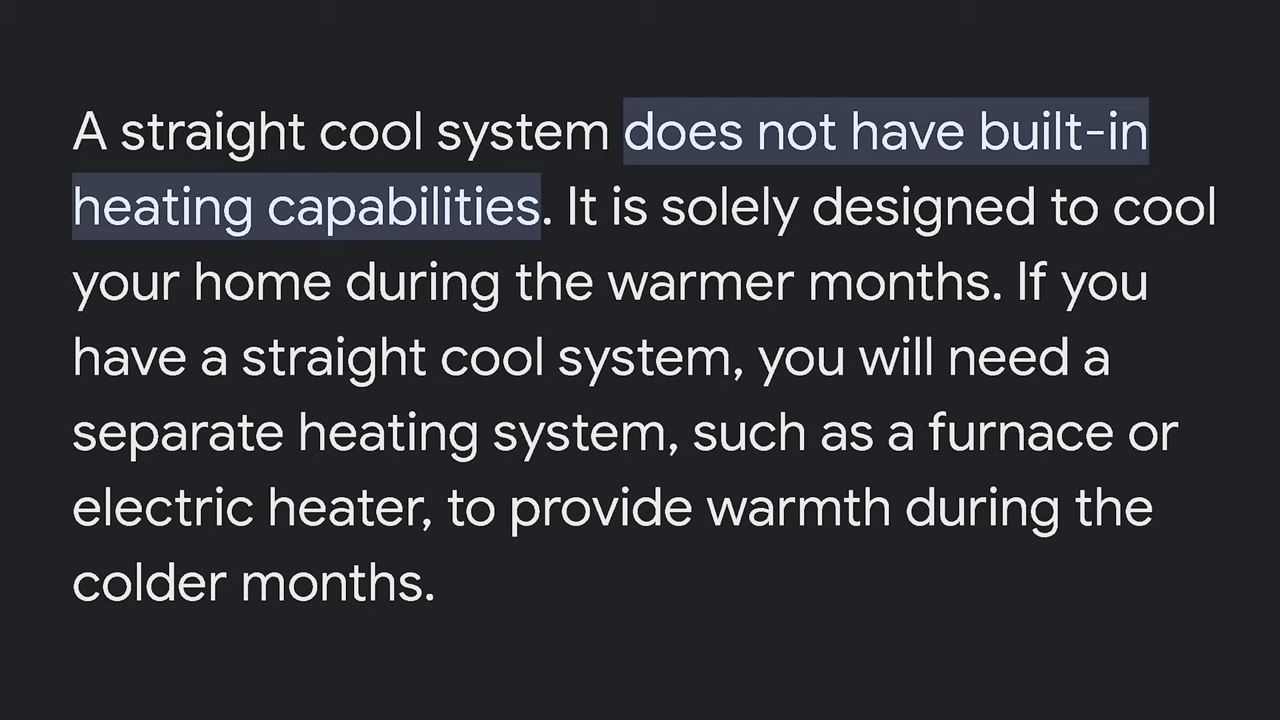 A straight cool system does not have built-in
heating capabilities. It is solely designed to cool
your home during the warmer months. If you
have a straight cool system, you will need a
separate heating system, such as a furnace or
electric heater, to provide warmth during the
colder months.